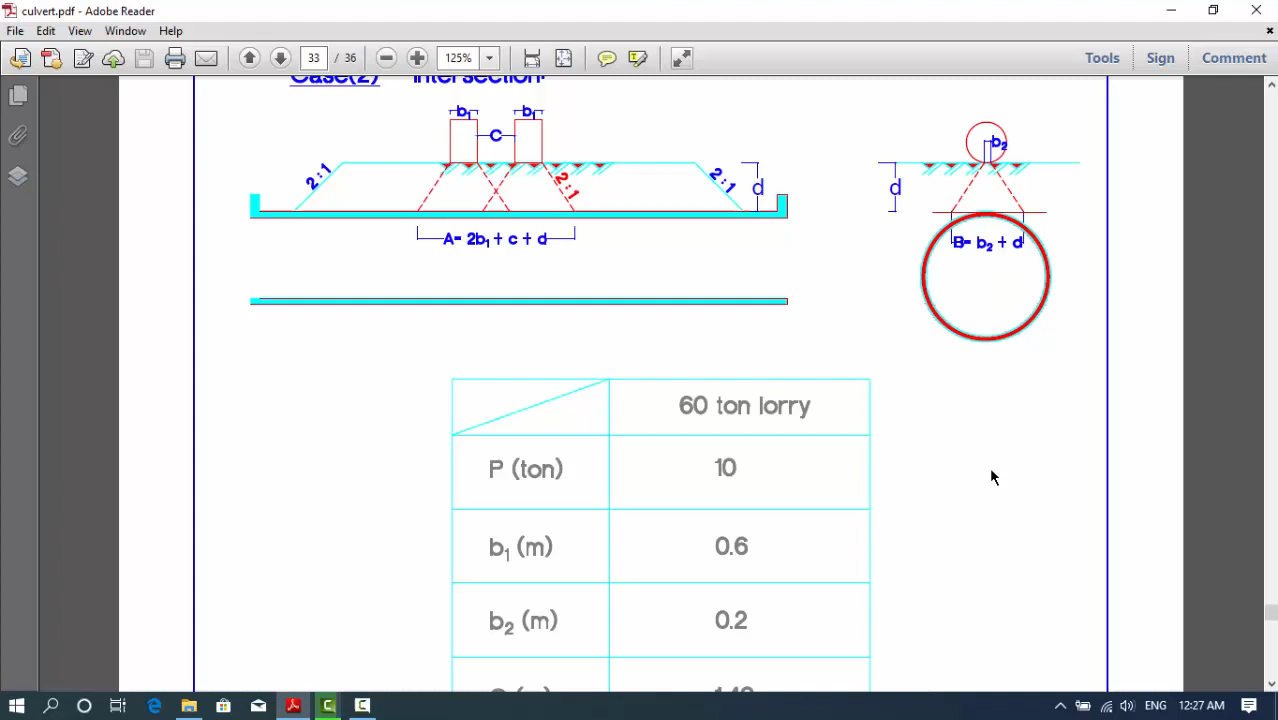 culvert.pdf - Adobe Reader
File Edit View Window Help
33 / 36 125% Tools Sign Comment
Case(2) Intersection:
b₁ b₁
C
b₂
2:1 2:1 2:1
d d
A= 2b₁ + c + d
B= b₂ + d
60 ton lorry
P (ton) 10
b₁ (m) 0.6
b₂ (m) 0.2
ENG 12:27 AM